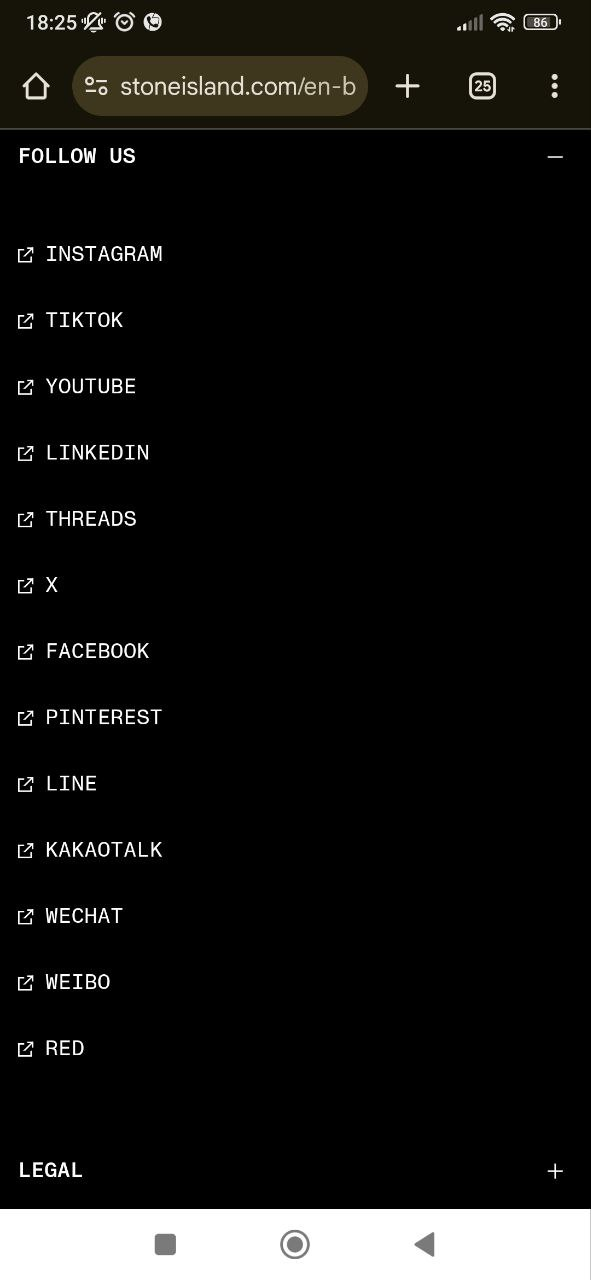 18:25
86
stoneisland.com/en-b
25
FOLLOW US
INSTAGRAM
TIKTOK
YOUTUBE
LINKEDIN
THREADS
X
FACEBOOK
PINTEREST
LINE
KAKAOTALK
WECHAT
WEIBO
RED
LEGAL